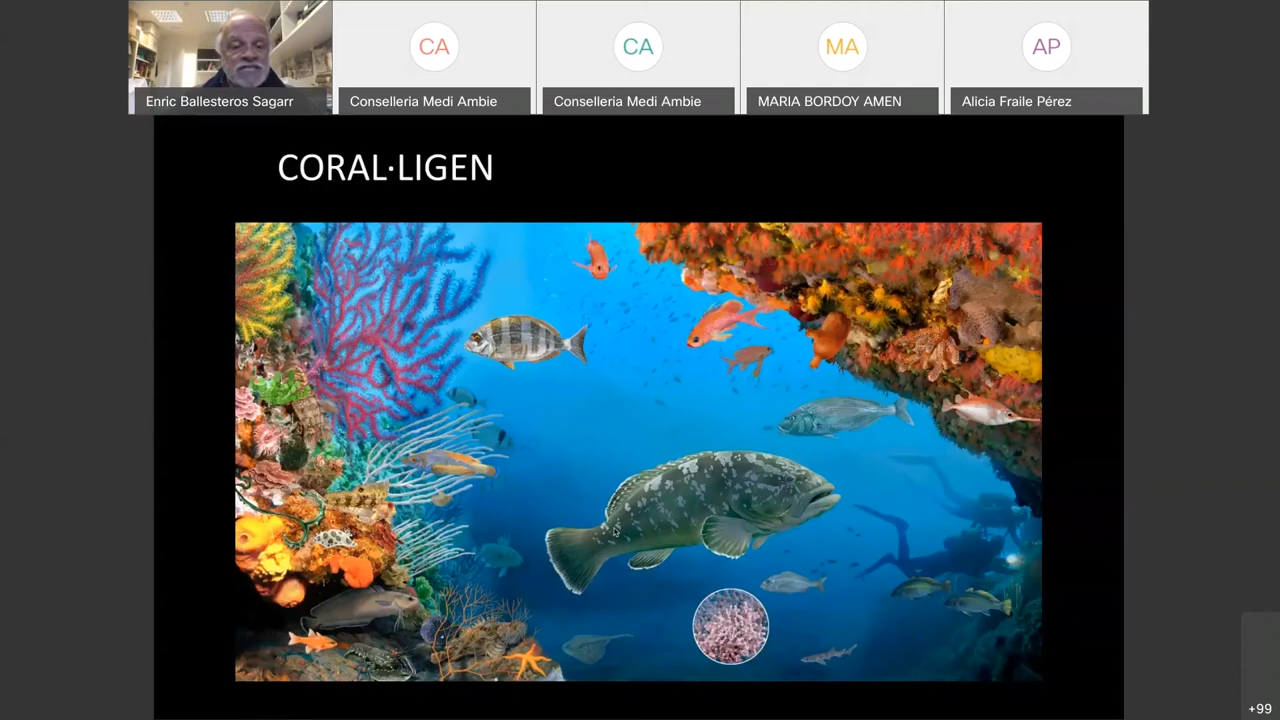 CA
CA
MA
AP
Enric Ballesteros Sagarr
Conselleria Medi Ambie
Conselleria Medi Ambie
MARIA BORDOY AMEN
Alicia Fraile Pérez
CORAL·LIGEN
+99